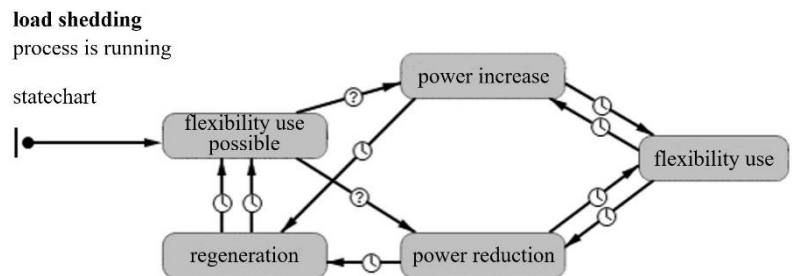 load shedding
process is running
statechart
power increase
?
flexibility use
possible
flexibility use
?
regeneration
power reduction